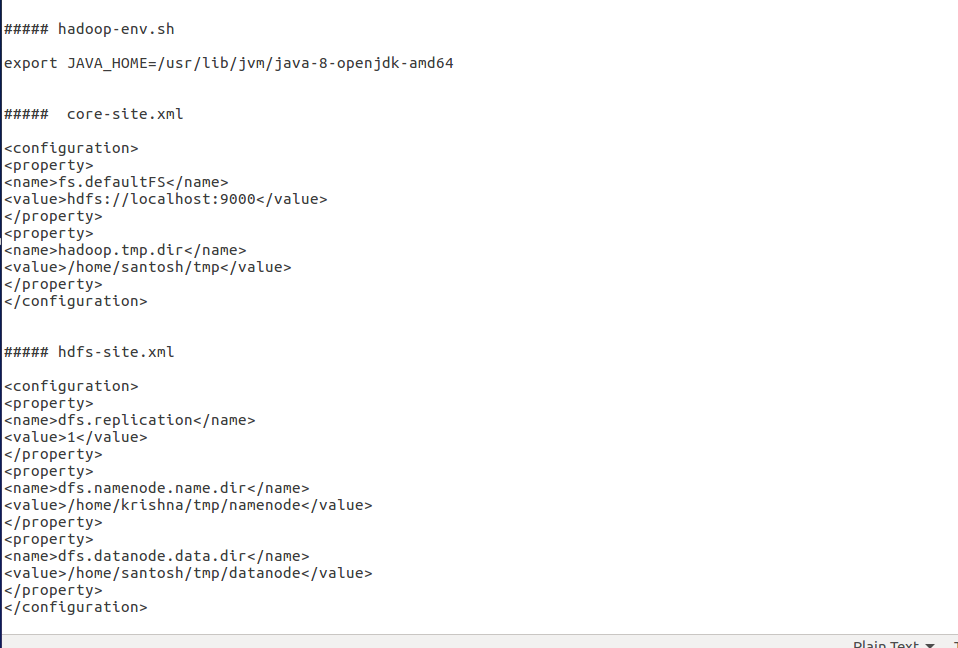 ##### hadoop-env.sh
export JAVA_HOME=/usr/lib/jvm/java-8-openjdk-amd64
#####  core-site.xml
<configuration>
<property>
<name>fs.defaultFS</name>
<value>hdfs://localhost:9000</value>
</property>
<property>
<name>hadoop.tmp.dir</name>
<value>/home/santosh/tmp</value>
</property>
</configuration>
##### hdfs-site.xml
<configuration>
<property>
<name>dfs.replication</name>
<value>1</value>
</property>
<property>
<name>dfs.namenode.name.dir</name>
<value>/home/krishna/tmp/namenode</value>
</property>
<property>
<name>dfs.datanode.data.dir</name>
<value>/home/santosh/tmp/datanode</value>
</property>
</configuration>
Plain Text